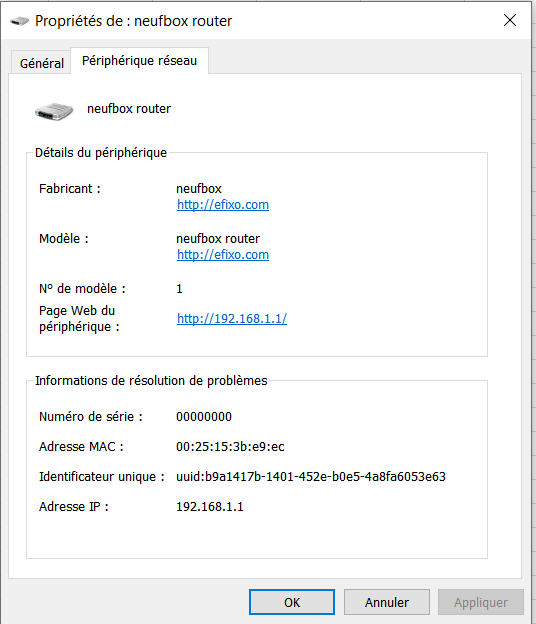 Propriétés de : neufbox router
Général
Périphérique réseau
neufbox router
Détails du périphérique
Fabricant :
neufbox
http://efixo.com
Modèle :
neufbox router
http://efixo.com
N° de modèle :
1
Page Web du
périphérique :
http://192.168.1.1/
Informations de résolution de problèmes
Numéro de série :
00000000
Adresse MAC :
00:25:15:3b:e9:ec
Identificateur unique :
uuid:b9a1417b-1401-452e-b0e5-4a8fa6053e63
Adresse IP :
192.168.1.1
OK
Annuler
Appliquer